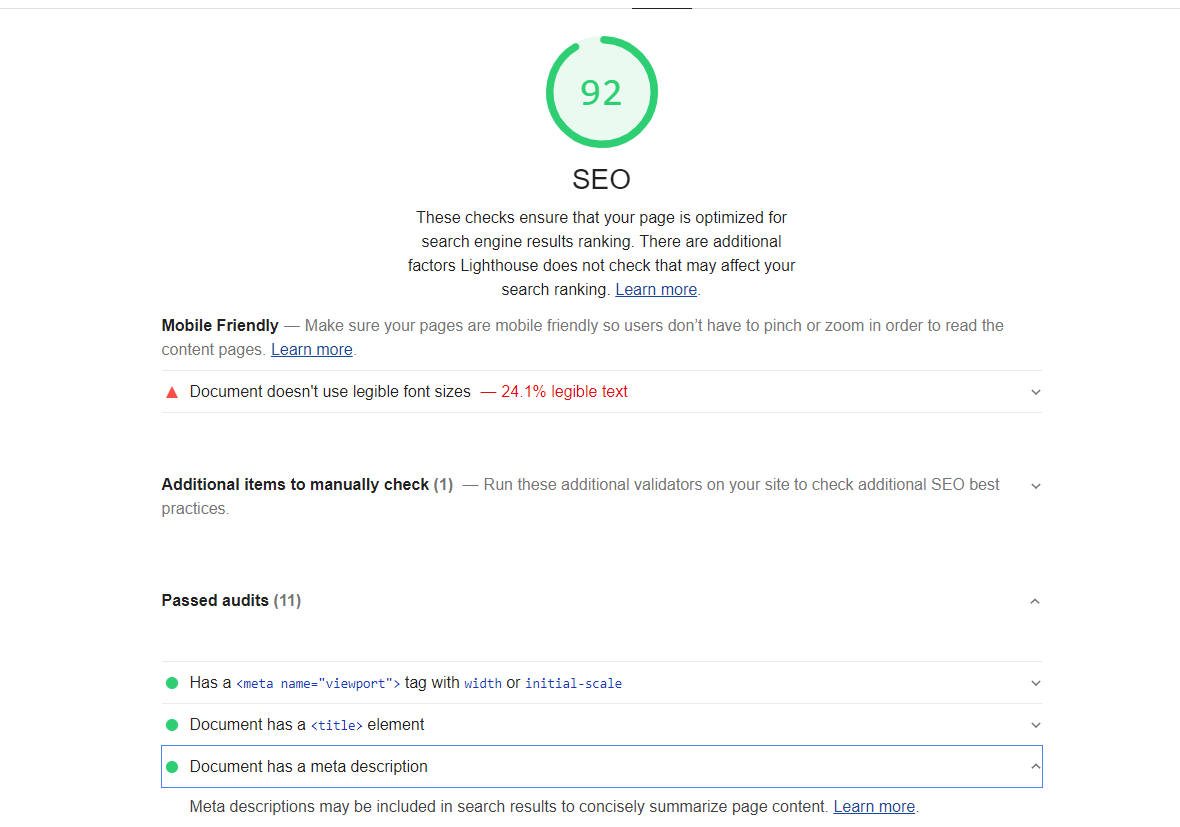 92
SEO
These checks ensure that your page is optimized for
search engine results ranking. There are additional
factors Lighthouse does not check that may affect your
search ranking. Learn more.
Mobile Friendly — Make sure your pages are mobile friendly so users don’t have to pinch or zoom in order to read the
content pages. Learn more.
Document doesn't use legible font sizes — 24.1% legible text
Additional items to manually check (1) — Run these additional validators on your site to check additional SEO best
practices.
Passed audits (11)
Has a <meta name="viewport"> tag with width or initial-scale
Document has a <title> element
Document has a meta description
Meta descriptions may be included in search results to concisely summarize page content. Learn more.